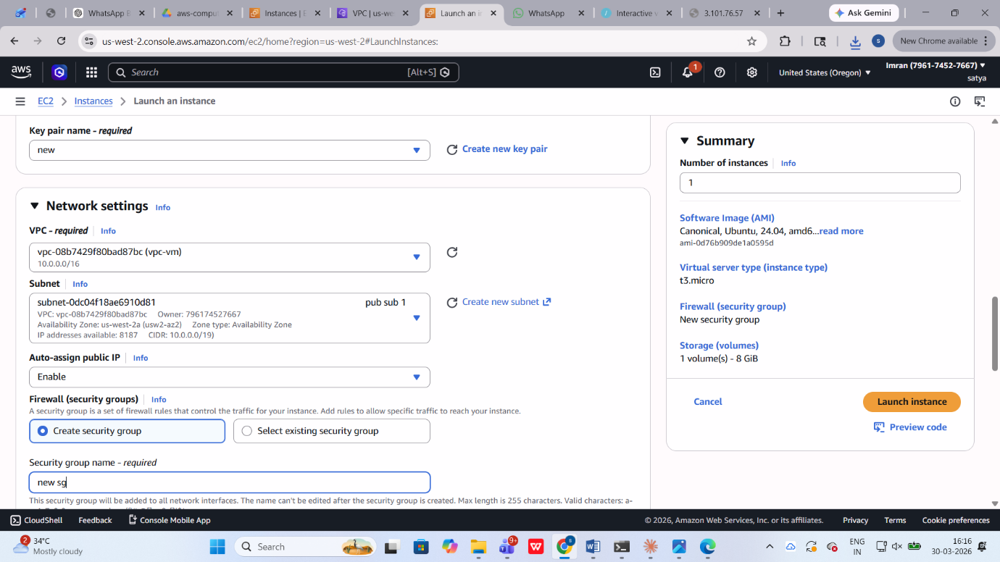 WhatsApp B
aws-compu
Instances | E
VPC | us-we
Launch an in
WhatsApp
Interactive v
3.101.76.57
Ask Gemini
us-west-2.console.aws.amazon.com/ec2/home?region=us-west-2#LaunchInstances:
S
New Chrome available
aws
Search
[Alt+S]
1
United States (Oregon)
Imran (7961-7452-7667)
satya
EC2
Instances
Launch an instance
Key pair name - required
new
Create new key pair
Network settings
Info
VPC - required
Info
vpc-08b7429f80bad87bc (vpc-vm)
10.0.0.0/16
Subnet
Info
subnet-0dc04f18ae6910d81
pub sub 1
VPC: vpc-08b7429f80bad87bc Owner: 796174527667
Availability Zone: us-west-2a (usw2-az2) Zone type: Availability Zone
IP addresses available: 8187 CIDR: 10.0.0.0/19)
Create new subnet
Auto-assign public IP
Info
Enable
Firewall (security groups)
Info
A security group is a set of firewall rules that control the traffic for your instance. Add rules to allow specific traffic to reach your instance.
Create security group
Select existing security group
Security group name - required
new sg
This security group will be added to all network interfaces. The name can't be edited after the security group is created. Max length is 255 characters. Valid characters: a-
Summary
Number of instances
Info
1
Software Image (AMI)
Canonical, Ubuntu, 24.04, amd6...read more
ami-0d76b909de1a0595d
Virtual server type (instance type)
t3.micro
Firewall (security group)
New security group
Storage (volumes)
1 volume(s) - 8 GiB
Cancel
Launch instance
Preview code
CloudShell
Feedback
Console Mobile App
© 2026, Amazon Web Services, Inc. or its affiliates.
Privacy
Terms
Cookie preferences
2
34°C
Mostly cloudy
Search
9+
S
ENG
IN
16:16
30-03-2026